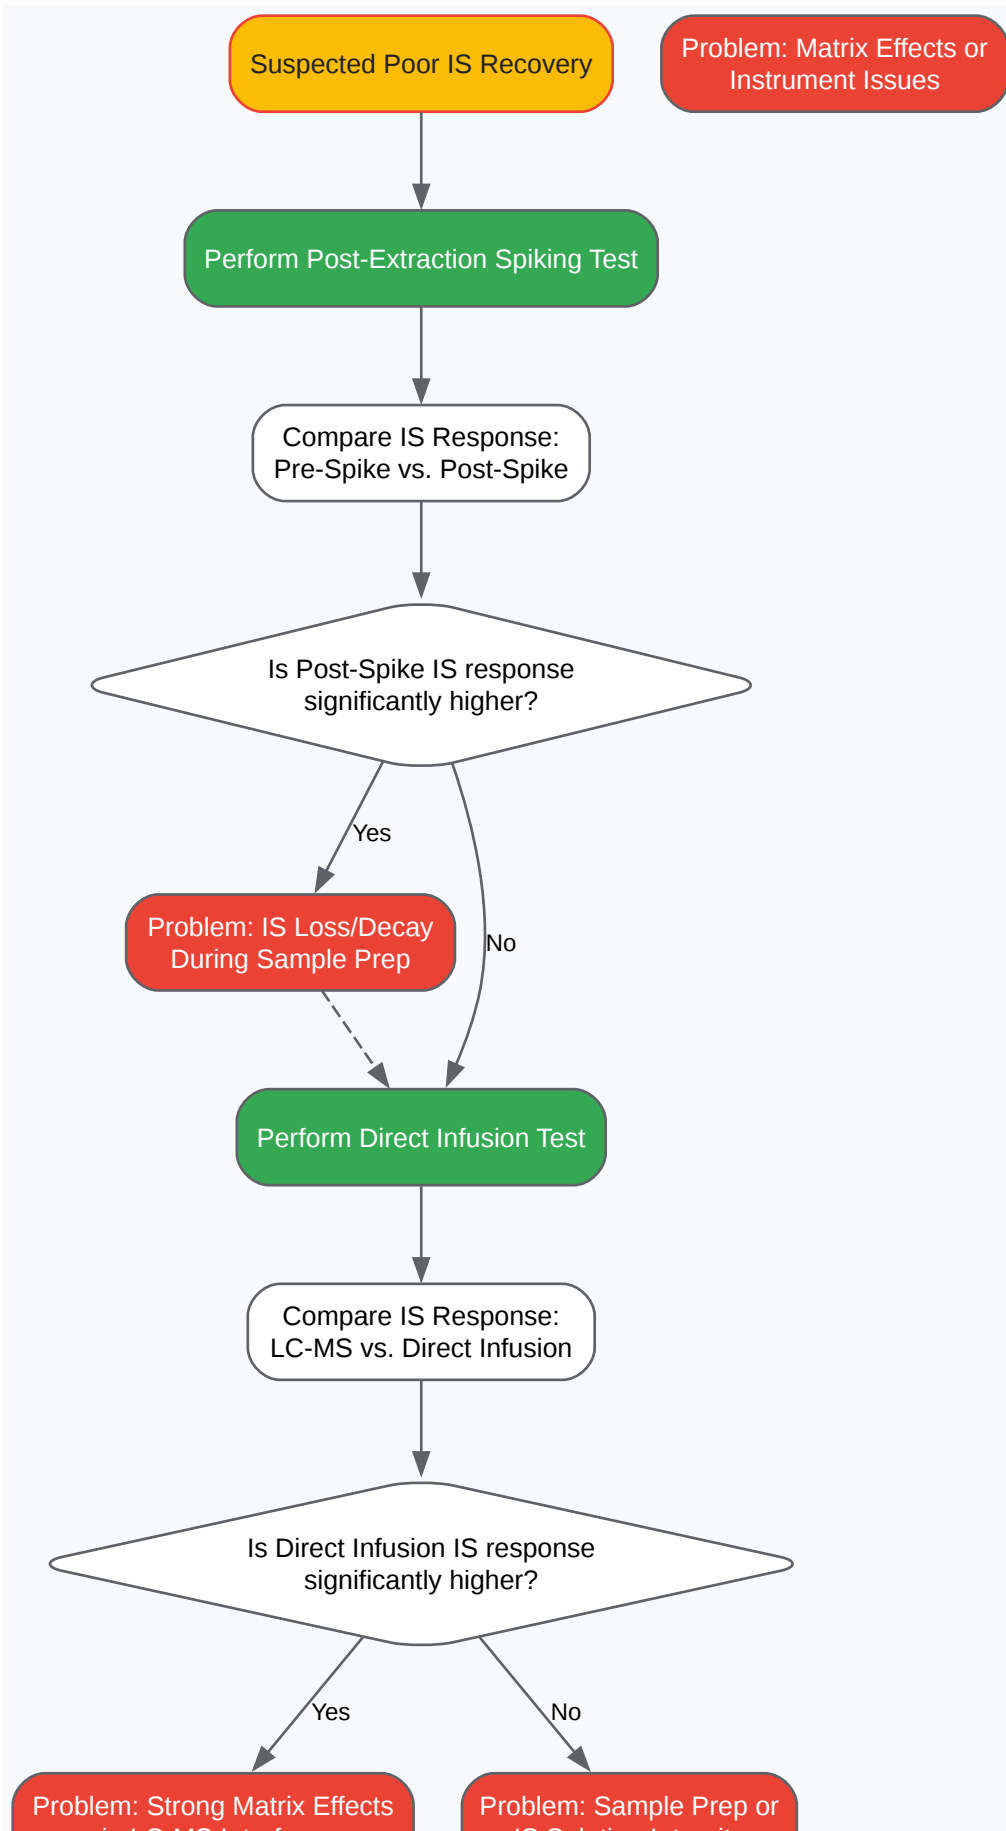 Suspected Poor IS Recovery
Problem: Matrix Effects or
Instrument Issues
Perform Post-Extraction Spiking Test
Compare IS Response:
Pre-Spike vs. Post-Spike
Is Post-Spike IS response
significantly higher?
Yes
Problem: IS Loss/Decay
During Sample Prep
No
Perform Direct Infusion Test
Compare IS Response:
LC-MS vs. Direct Infusion
Is Direct Infusion IS response
significantly higher?
Yes
No
Problem: Strong Matrix Effects
Problem: Sample Prep or